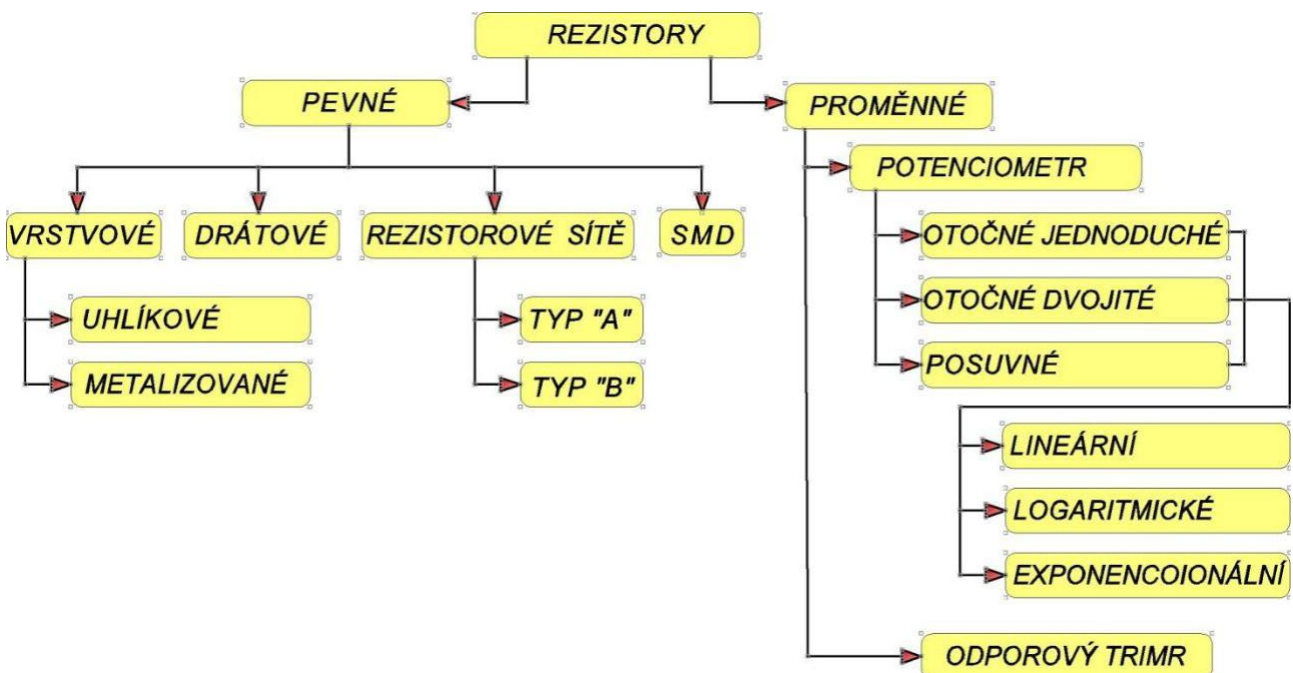 REZISTORY
PEVNÉ
PROMĚNNÉ
POTENCIOMETR
VRSTVOVÉ
DRÁTOVÉ
REZISTOROVÉ SÍTĚ
SMD
OTOČNÉ JEDNODUCHÉ
UHLÍKOVÉ
TYP "A"
OTOČNÉ DVOJITÉ
METALIZOVANÉ
TYP "B"
POSUVNÉ
LINEÁRNÍ
LOGARITMICKÉ
EXPONENCOIONÁLNÍ
ODPOROVÝ TRIMR